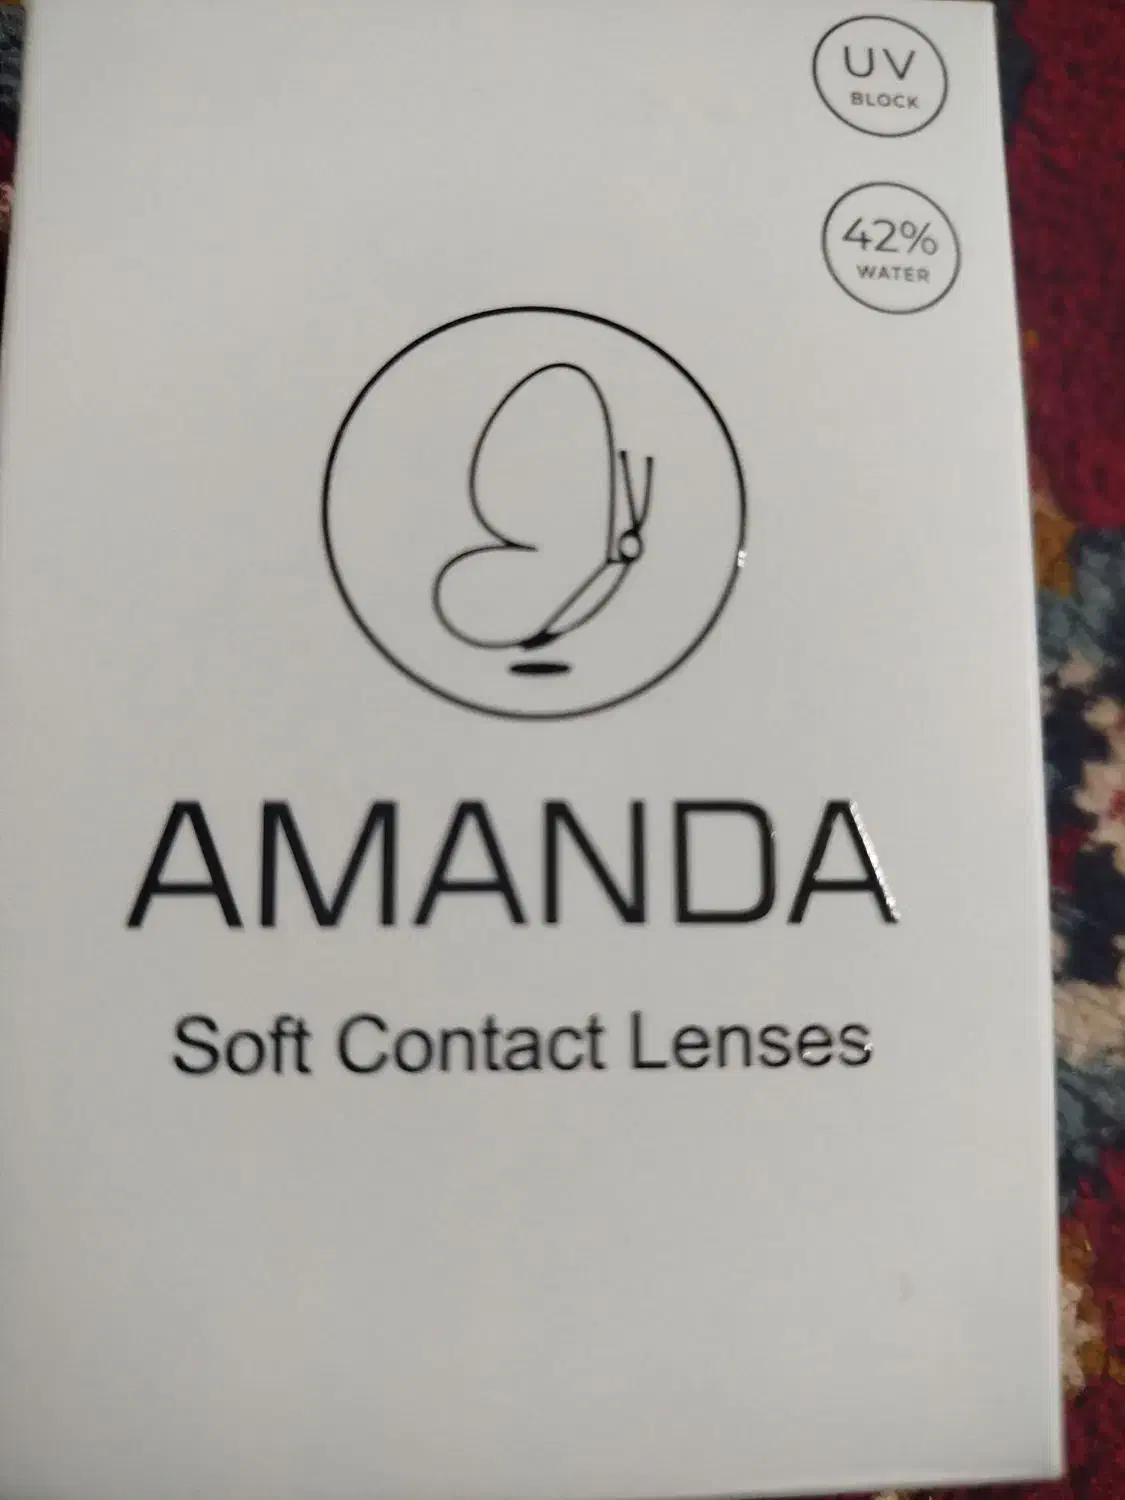 UV
BLOCK
42%
WATER
AMANDA
Soft Contact Lenses